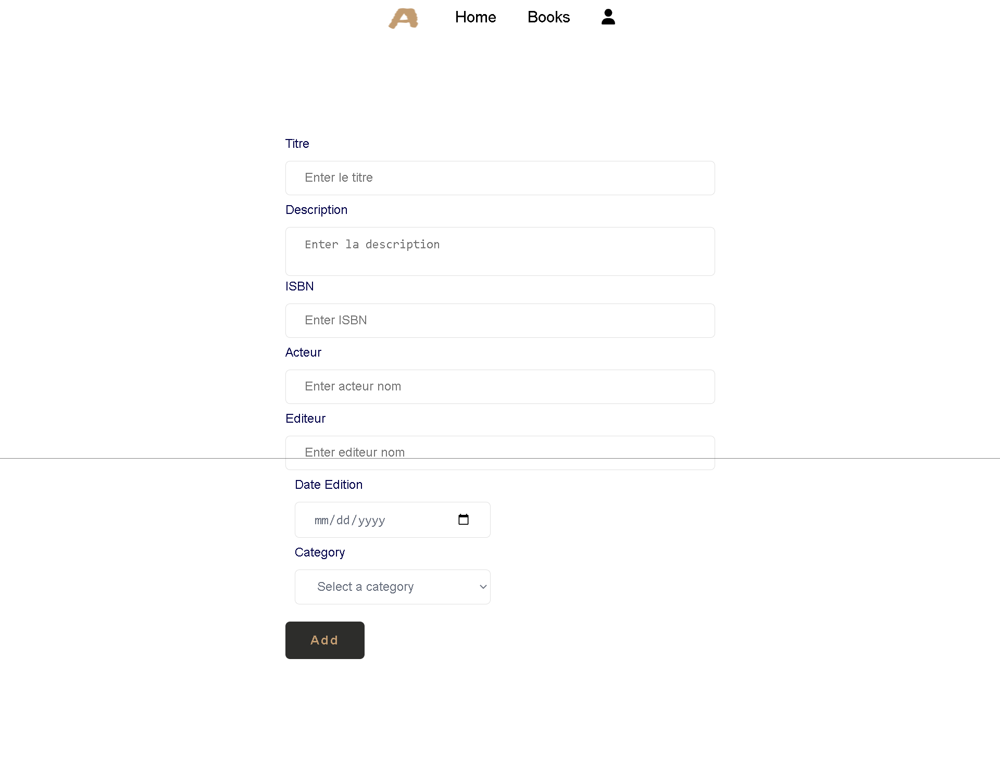 Home Books
Titre
Enter le titre
Description
Enter la description
ISBN
Enter ISBN
Acteur
Enter acteur nom
Editeur
Enter editeur nom
Date Edition
mm/dd/yyyy
Category
Select a category
Add